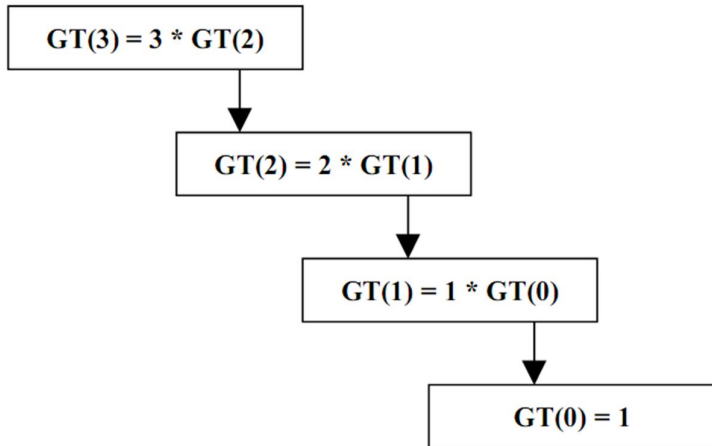 GT(3) = 3 * GT(2)
GT(2) = 2 * GT(1)
GT(1) = 1 * GT(0)
GT(0) = 1